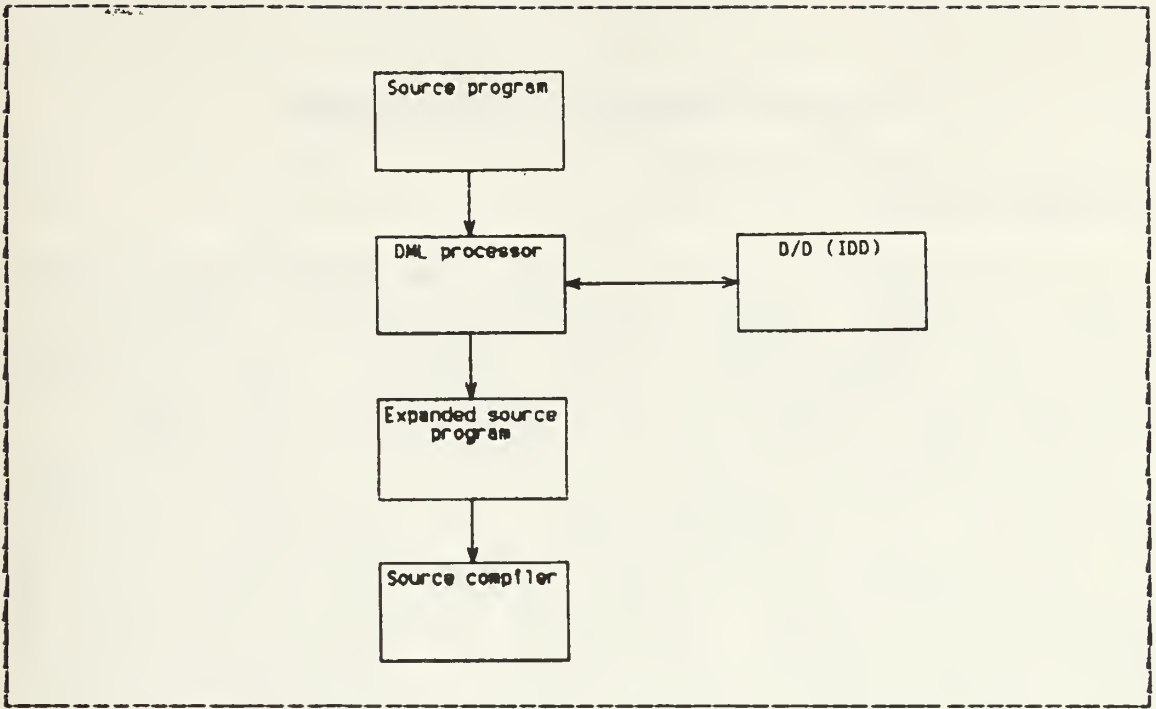 Source program
DML processor
D/D (IDD)
Expanded source
program
Source compiler